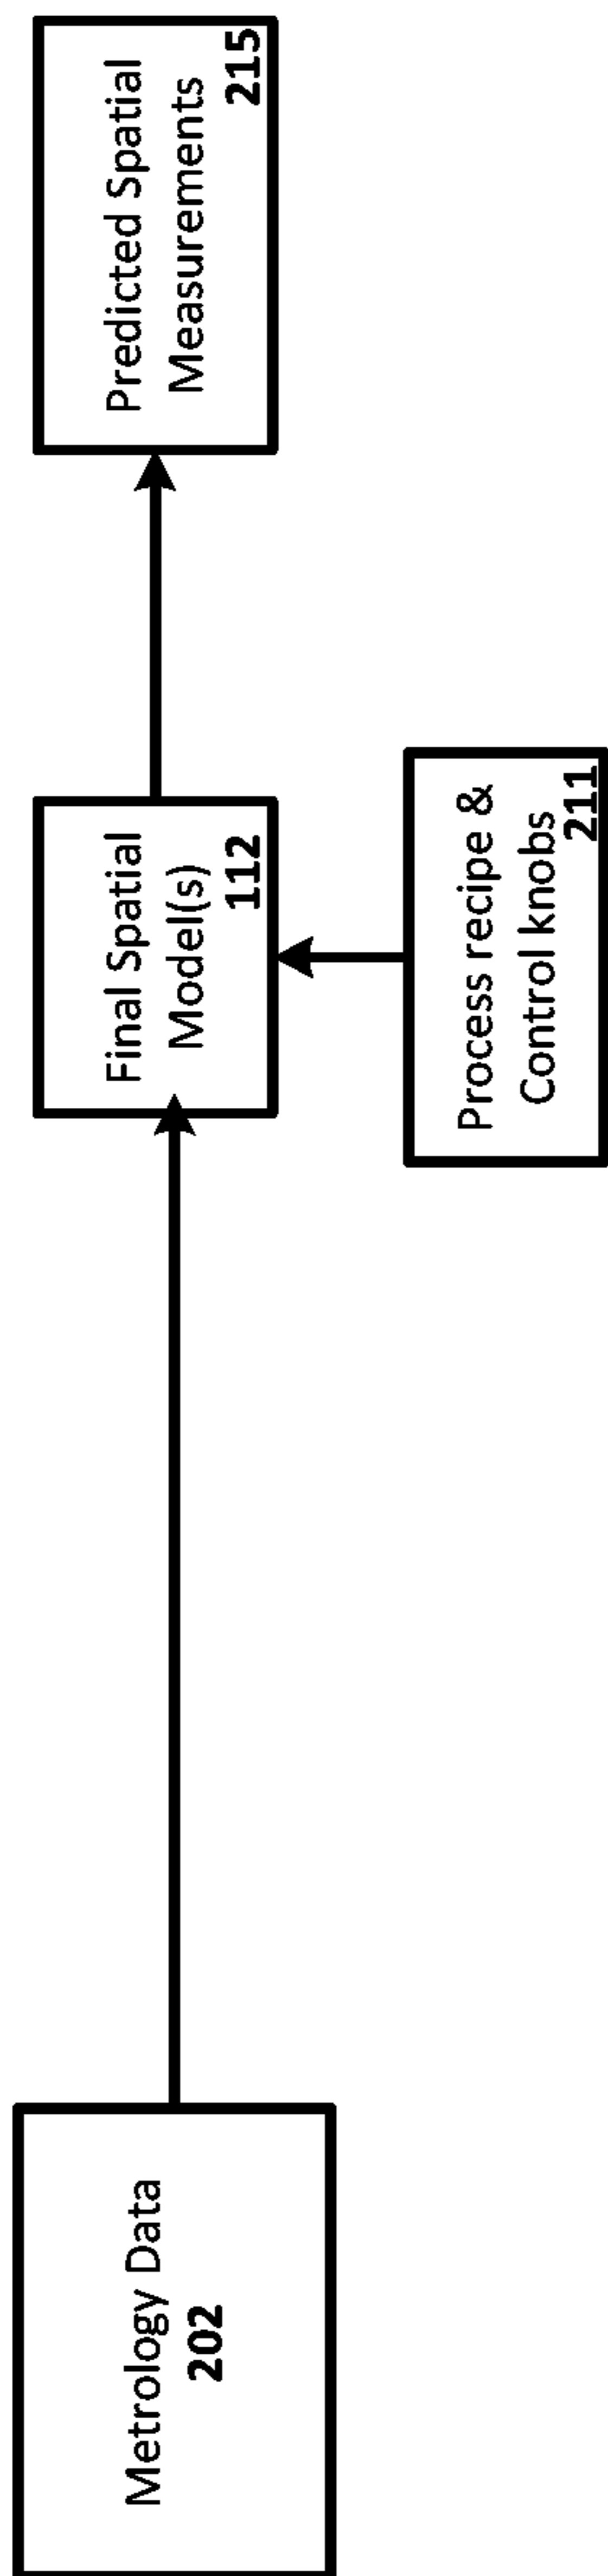 Metrology Data
202
Final Spatial
Model(s)
112
Process recipe &
Control knobs
211
Predicted Spatial
Measurements
215